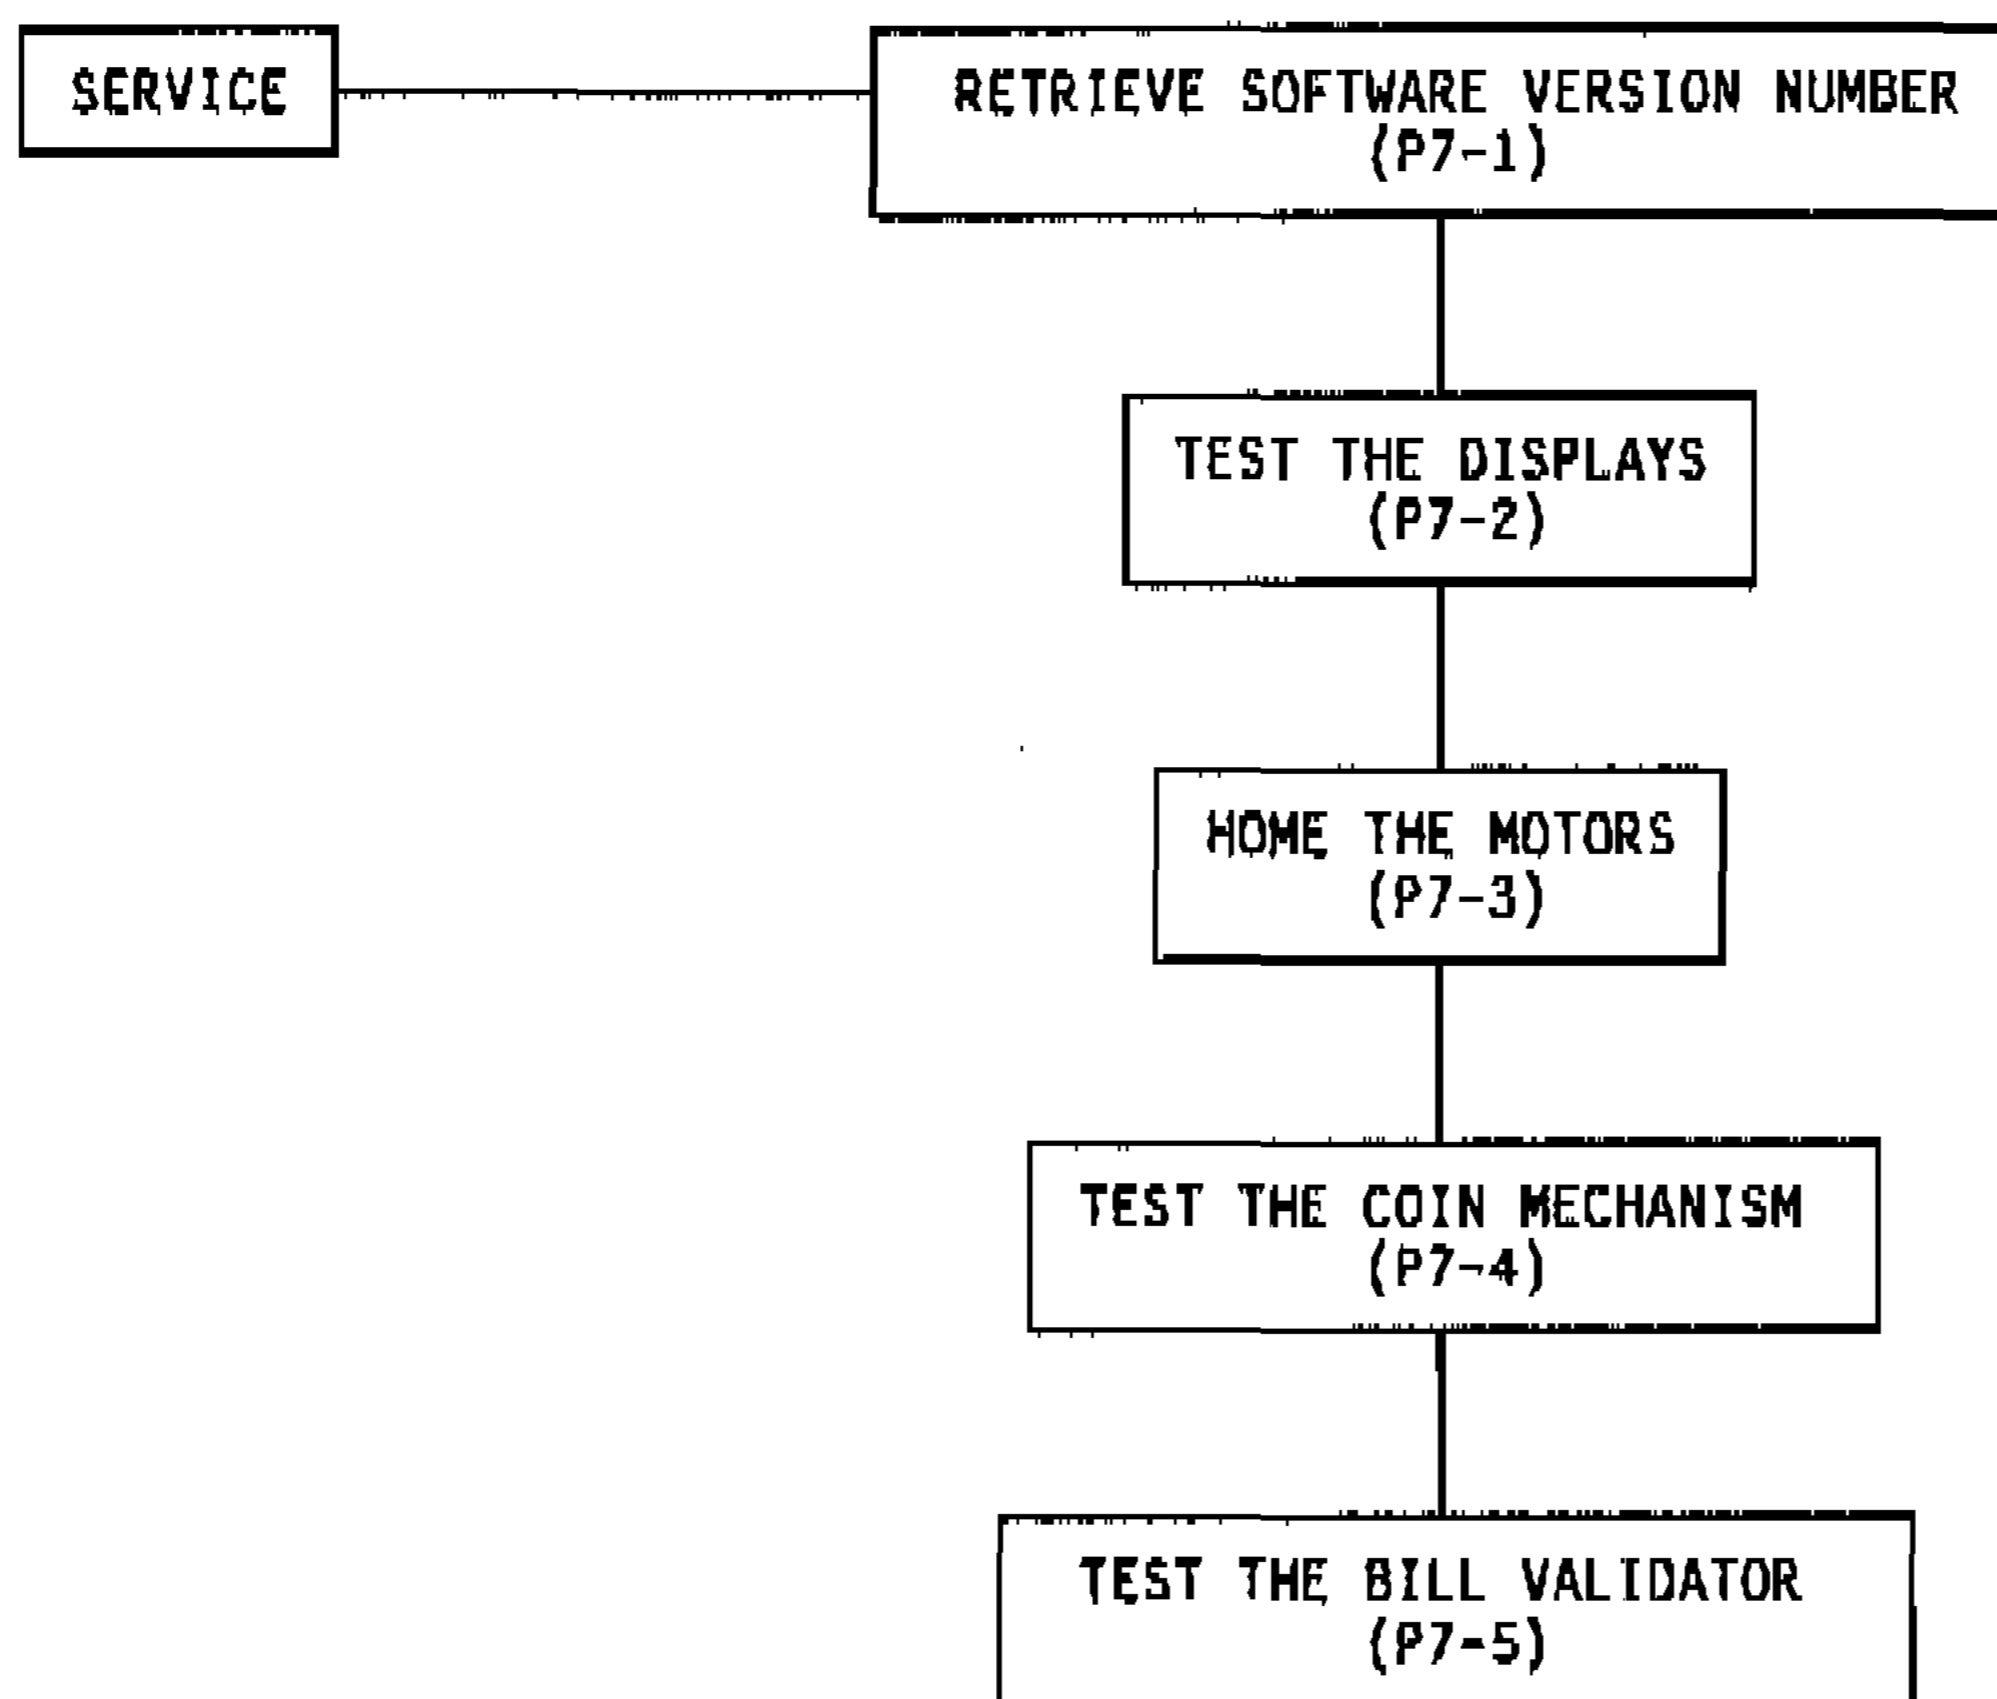 SERVICE
RETRIEVE SOFTWARE VERSION NUMBER
(P7-1)
TEST THE DISPLAYS
(P7-2)
HOME THE MOTORS
(P7-3)
TEST THE COIN MECHANISM
(P7-4)
TEST THE BILL VALIDATOR
(P7-5)